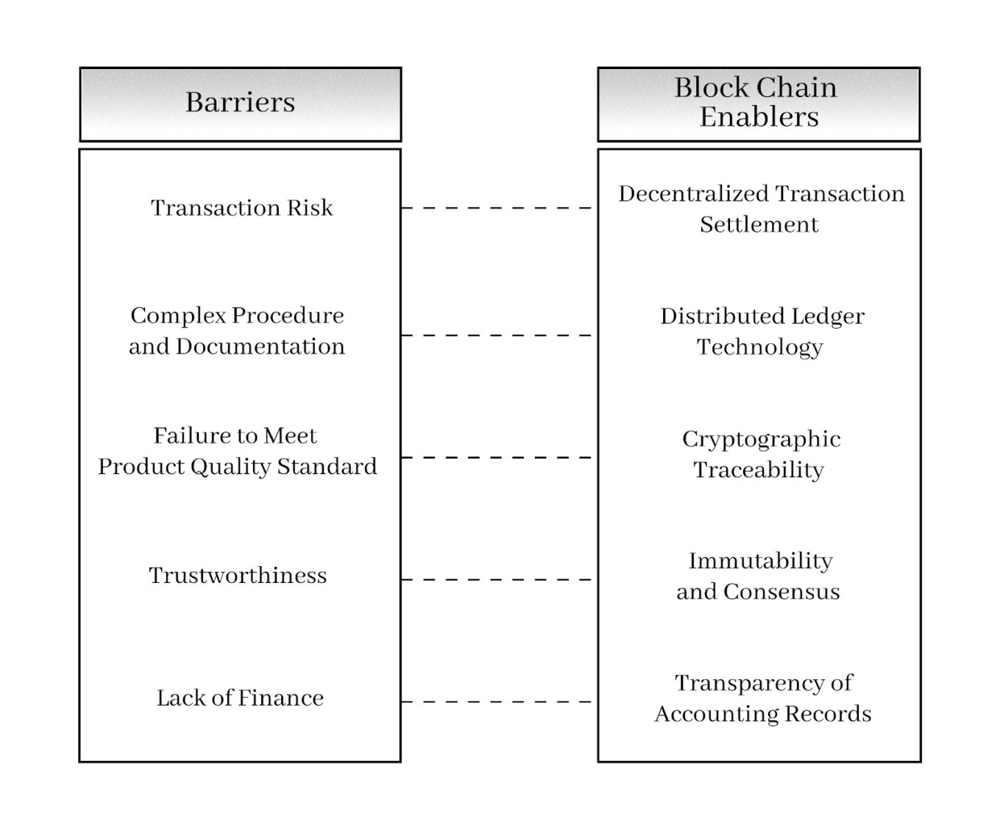 Barriers
Block Chain
Enablers
Transaction Risk
Decentralized Transaction
Settlement
Complex Procedure
and Documentation
Distributed Ledger
Technology
Failure to Meet
Product Quality Standard
Cryptographic
Traceability
Trustworthiness
Immutability
and Consensus
Lack of Finance
Transparency of
Accounting Records